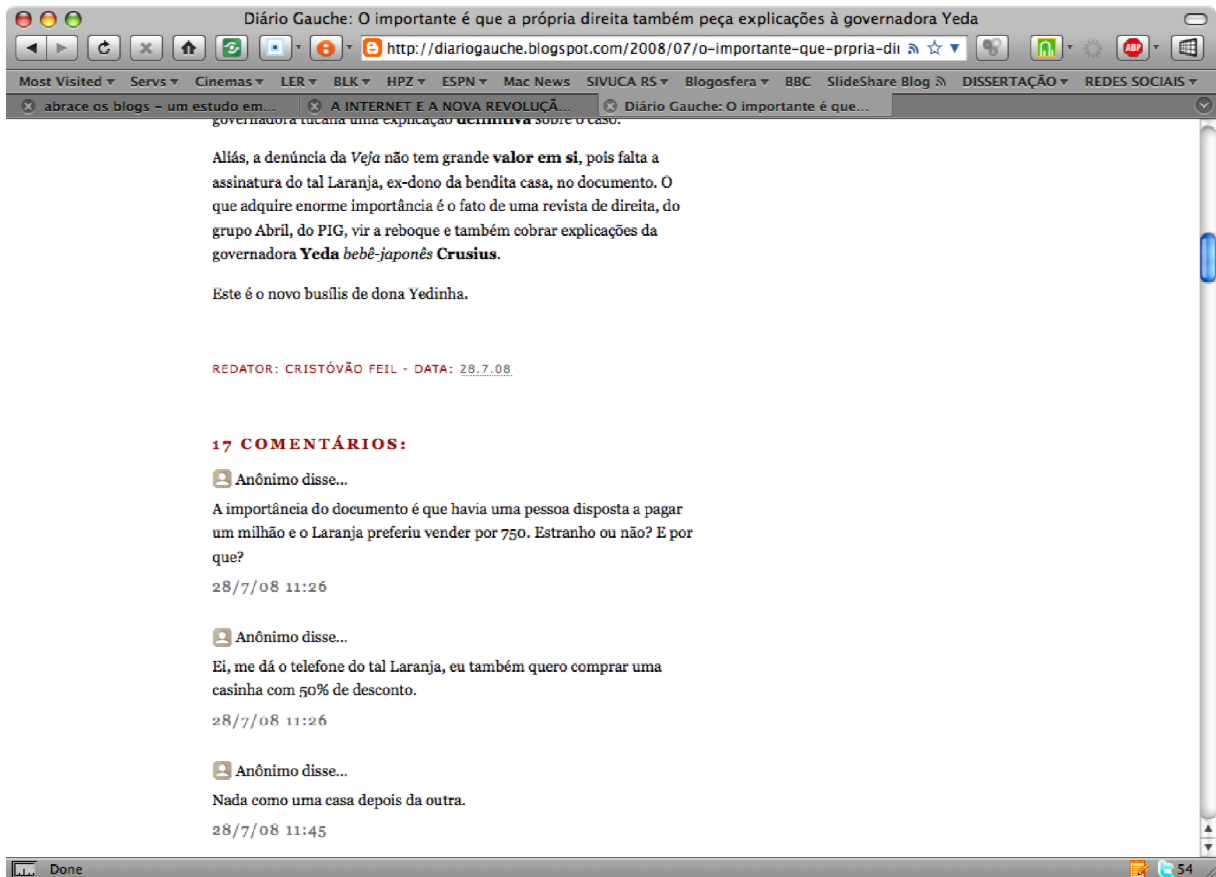 Diário Gauche: O importante é que a própria direita também peça explicações à governadora Yeda
http://diariogauche.blogspot.com/2008/07/o-importante-que-prpria-dir
ABP
Most Visited Servs Cinemas LER BLK HPZ ESPN Mac News SIVUCA RS Blogosfera BBC SlideShare Blog DISSERTAÇÃO REDES SOCIAIS
abrace os blogs – um estudo em... A INTERNET E A NOVA REVOLUÇÃ... Diário Gauche: O importante é que...
governadora tucana uma explicação definitiva sobre o caso.
Aliás, a denúncia da Veja não tem grande valor em si, pois falta a
assinatura do tal Laranja, ex-dono da bendita casa, no documento. O
que adquire enorme importância é o fato de uma revista de direita, do
grupo Abril, do PIG, vir a reboque e também cobrar explicações da
governadora Yeda bebê-japonês Crusius.
Este é o novo busílis de dona Yedinha.
REDATOR: CRISTÓVÃO FEIL - DATA: 28.7.08
17 COMENTÁRIOS:
Anônimo disse...
A importância do documento é que havia uma pessoa disposta a pagar
um milhão e o Laranja preferiu vender por 750. Estranho ou não? E por
que?
28/7/08 11:26
Anônimo disse...
Ei, me dá o telefone do tal Laranja, eu também quero comprar uma
casinha com 50% de desconto.
28/7/08 11:26
Anônimo disse...
Nada como uma casa depois da outra.
28/7/08 11:45
Done 54